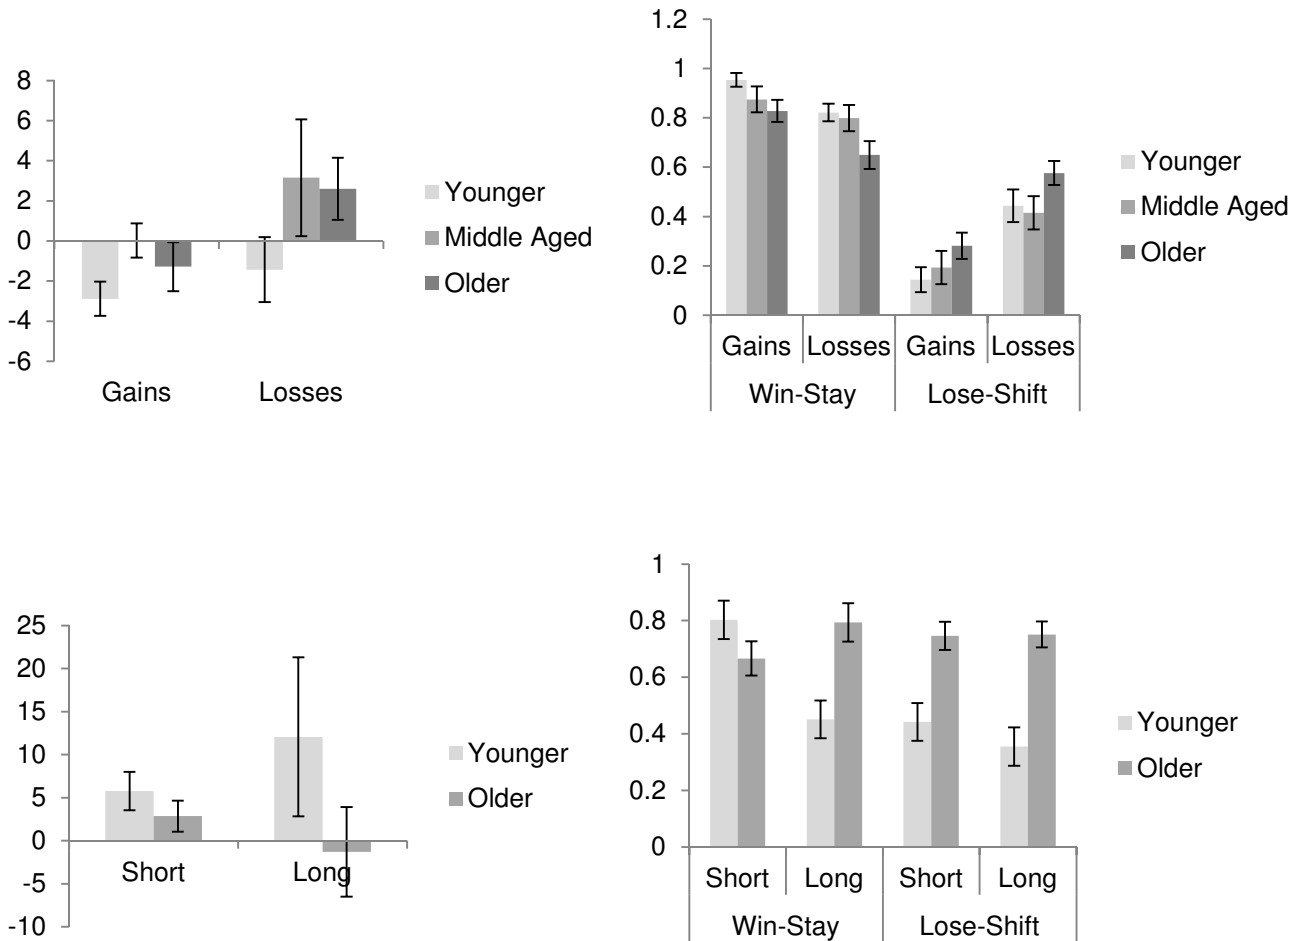 8
6
4
2
0
-2
-4
-6
Gains Losses
Younger
Middle Aged
Older
1.2
1
0.8
0.6
0.4
0.2
0
Gains Losses Gains Losses
Win-Stay Lose-Shift
Younger
Middle Aged
Older
25
20
15
10
5
0
-5
-10
Short Long
Younger
Older
1
0.8
0.6
0.4
0.2
0
Short Long Short Long
Win-Stay Lose-Shift
Younger
Older